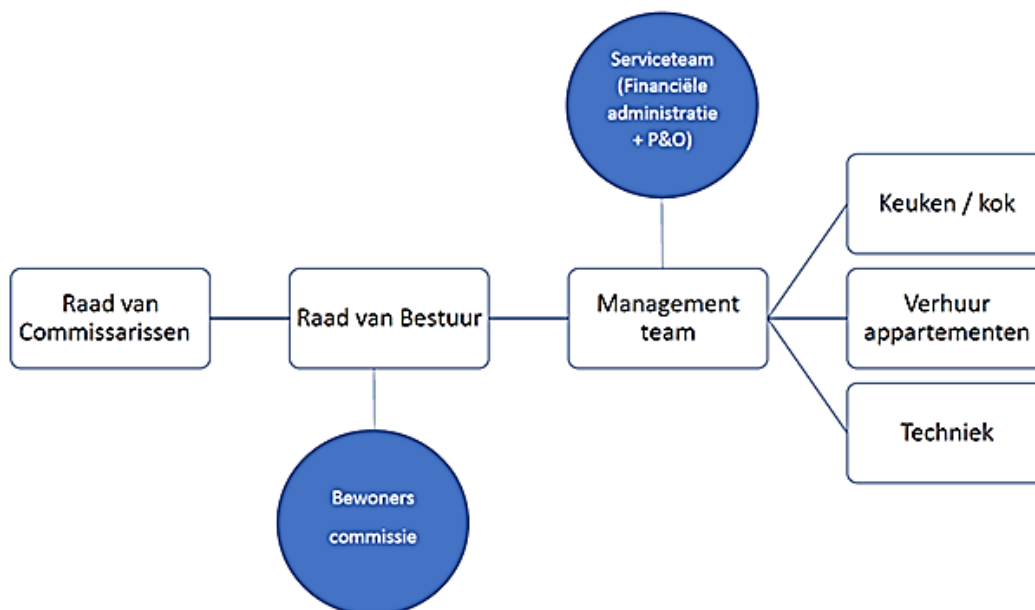 Serviceteam
(Financiële
administratie
+ P&O)
Keuken / kok
Raad van
Commissarissen
Raad van Bestuur
Management
team
Verhuur
appartementen
Techniek
Bewoners
commissie